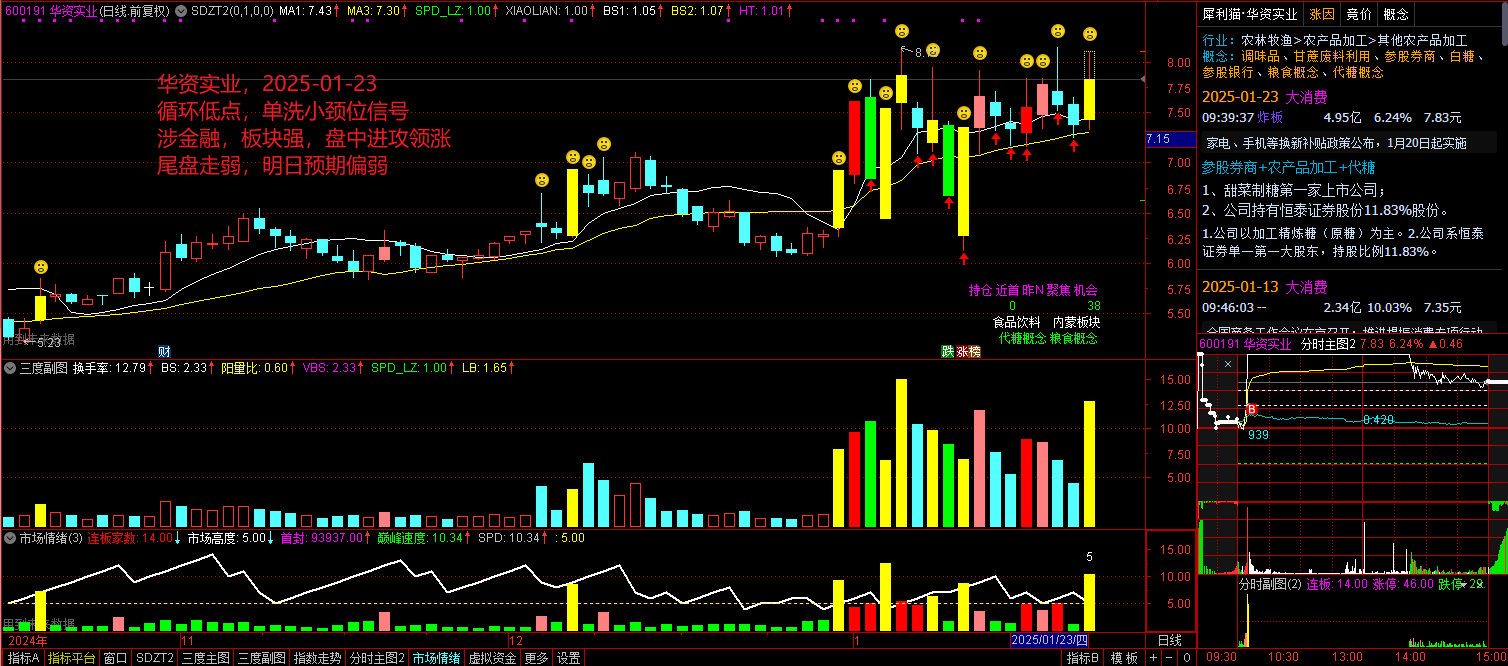 600191 华资实业(日线.前复权) SDZT2(0,1,0,0) MA1: 7.43↑ MA3: 7.30↑ SPD_LZ: 1.00↑ XIAOLIAN: 1.00↑ BS1: 1.05↑ BS2: 1.07↑ HT: 1.01↑
华资实业，2025-01-23
循环低点，单洗小颈位信号
涉金融，板块强，盘中进攻领涨
尾盘走弱，明日预期偏弱
8.00
7.75
7.50
7.15
7.00
6.75
6.50
6.25
6.00
5.75
5.50
5.23
持仓 近首 昨N 聚焦 机会
0 38
食品饮料 内蒙板块
代糖概念 粮食概念
财
跌 涨榜
三度副图 换手率: 12.79↑ BS: 2.33↑ 阳量比: 0.60↑ VBS: 2.33↑ SPD_LZ: 1.00↑ LB: 1.65↑
15.00
12.50
10.00
7.50
5.00
市场情绪(3) 连板家数: 14.00↓ 市场高度: 5.00↓ 首封: 93937.00↑ 巅峰速度: 10.34↑ SPD: 10.34↑ : 5.00
5
15.00
10.00
5.00
2024年 11 12 1 2025/01/23/四 日线
指标A 指标平台 窗口 SDZT2 三度主图 三度副图 指数走势 分时主图2 市场情绪 虚拟资金 更多 设置 指标B 模板 + - 0
犀利猫·华资实业 涨因 竞价 概念
行业: 农林牧渔>农产品加工>其他农产品加工
概念: 调味品、甘蔗废料利用、参股券商、白糖、
参股银行、粮食概念、代糖概念
2025-01-23 大消费
09:39:37 炸板 4.95亿 6.24% 7.83元
家电、手机等换新补贴政策公布，1月20日起实施
参股券商+农产品加工+代糖
1、甜菜制糖第一家上市公司；
2、公司持有恒泰证券股份11.83%股份。
1.公司以加工精炼糖（原糖）为主。2.公司系恒泰
证券单一第一大股东，持股比例11.83%。
2025-01-13 大消费
09:46:03 -- 2.34亿 10.03% 7.35元
600191 华资实业 分时主图2 7.83 6.24% ▲0.46
×
B
939
0.420
分时副图(2) 连板: 14.00 涨停: 46.00 跌停: 29
09:30 10:30 13:00 14:00 15:00